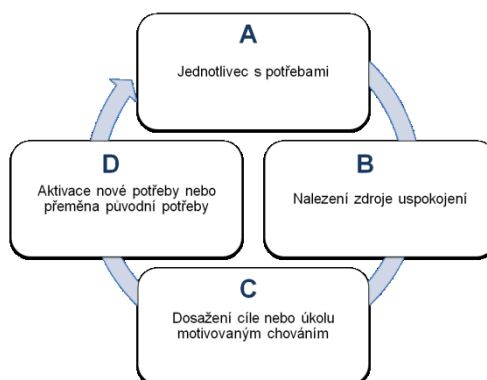 A
Jednotlivec s potřebami
B
Nalezení zdroje uspokojení
C
Dosažení cíle nebo úkolu
motivovaným chováním
D
Aktivace nové potřeby nebo
přeměna původní potřeby